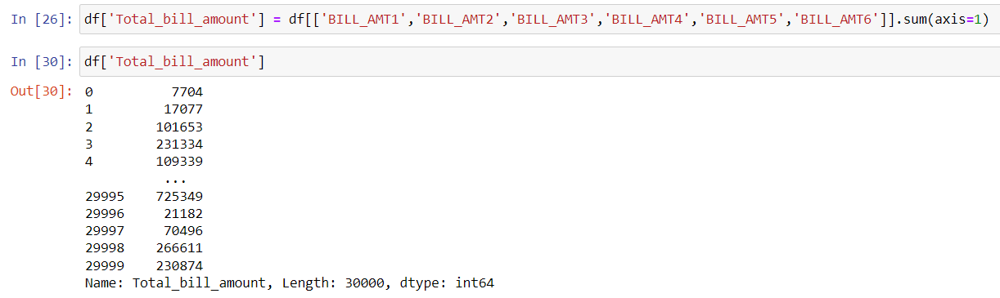 In [26]: df['Total_bill_amount'] = df[['BILL_AMT1','BILL_AMT2','BILL_AMT3','BILL_AMT4','BILL_AMT5','BILL_AMT6']].sum(axis=1)
In [30]: df['Total_bill_amount']
Out[30]: 0 7704
1 17077
2 101653
3 231334
4 109339
...
29995 725349
29996 21182
29997 70496
29998 266611
29999 230874
Name: Total_bill_amount, Length: 30000, dtype: int64